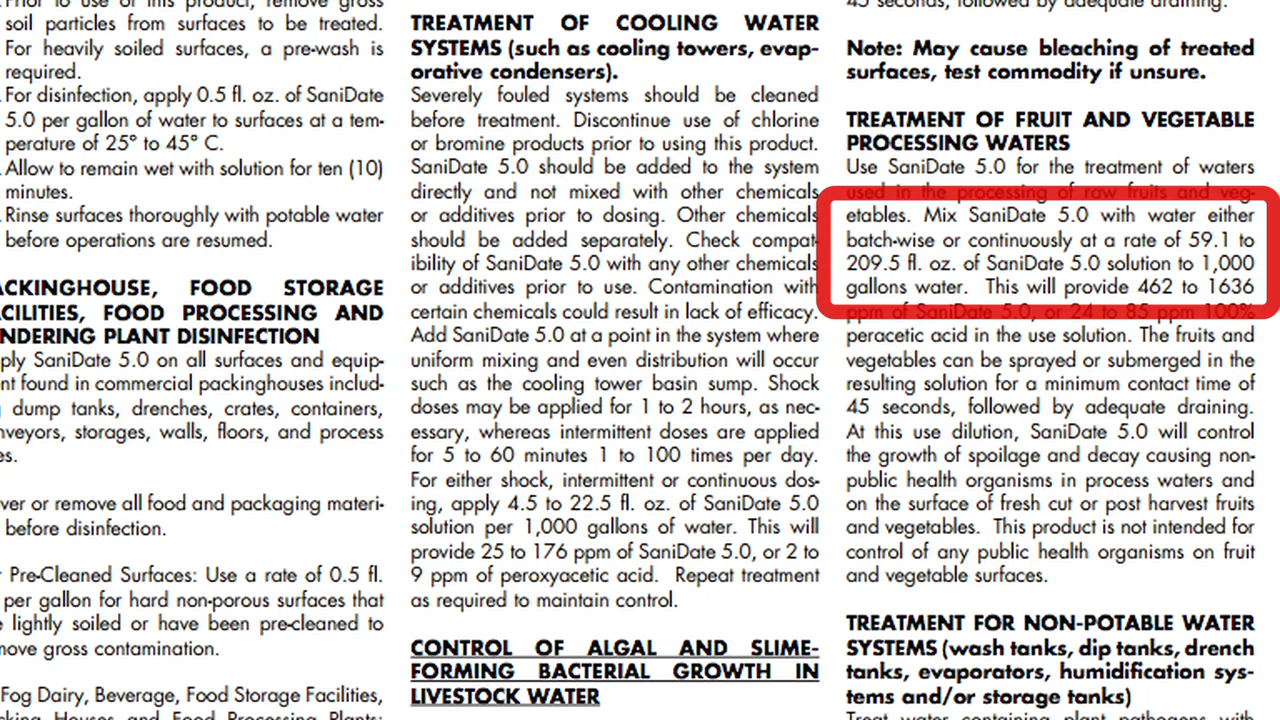 Prior to use of this product, remove gross
soil particles from surfaces to be treated.
For heavily soiled surfaces, a pre-wash is
required.
For disinfection, apply 0.5 fl. oz. of SaniDate
5.0 per gallon of water to surfaces at a tem-
perature of 25° to 45° C.
Allow to remain wet with solution for ten (10)
minutes.
Rinse surfaces thoroughly with potable water
before operations are resumed.
FOOD STORAGE
FOOD PROCESSING AND
PLANT DISINFECTION
SaniDate 5.0 on all surfaces and equip-
found in commercial packinghouses includ-
dump tanks, drenches, crates, containers,
storages, walls, floors, and process
or remove all food and packaging materi-
before disinfection.
Pre-Cleaned Surfaces: Use a rate of 0.5 fl.
per gallon for hard non-porous surfaces that
lightly soiled or have been pre-cleaned to
gross contamination.
Fog Dairy, Beverage, Food Storage Facilities,
Houses and Food Processing Plants:
TREATMENT OF COOLING WATER
SYSTEMS (such as cooling towers, evap-
orative condensers).
Severely fouled systems should be cleaned
before treatment. Discontinue use of chlorine
or bromine products prior to using this product.
SaniDate 5.0 should be added to the system
directly and not mixed with other chemicals
or additives prior to dosing. Other chemicals
should be added separately. Check compat-
ibility of SaniDate 5.0 with any other chemicals
or additives prior to use. Contamination with
certain chemicals could result in lack of efficacy.
Add SaniDate 5.0 at a point in the system where
uniform mixing and even distribution will occur
such as the cooling tower basin sump. Shock
doses may be applied for 1 to 2 hours, as nec-
essary, whereas intermittent doses are applied
for 5 to 60 minutes 1 to 100 times per day.
For either shock, intermittent or continuous dos-
ing, apply 4.5 to 22.5 fl. oz. of SaniDate 5.0
solution per 1,000 gallons of water. This will
provide 25 to 176 ppm of SaniDate 5.0, or 2 to
9 ppm of peroxyacetic acid. Repeat treatment
as required to maintain control.
CONTROL OF ALGAL AND SLIME-
FORMING BACTERIAL GROWTH IN
LIVESTOCK WATER
45 seconds, followed by adequate draining.
Note: May cause bleaching of treated
surfaces, test commodity if unsure.
TREATMENT OF FRUIT AND VEGETABLE
PROCESSING WATERS
Use SaniDate 5.0 for the treatment of waters
used in the processing of raw fruits and veg-
etables. Mix SaniDate 5.0 with water either
batch-wise or continuously at a rate of 59.1 to
209.5 fl. oz. of SaniDate 5.0 solution to 1,000
gallons water. This will provide 462 to 1636
ppm of SaniDate 5.0, or 24 to 85 ppm 100%
peracetic acid in the use solution. The fruits and
vegetables can be sprayed or submerged in the
resulting solution for a minimum contact time of
45 seconds, followed by adequate draining.
At this use dilution, SaniDate 5.0 will control
the growth of spoilage and decay causing non-
public health organisms in process waters and
on the surface of fresh cut or post harvest fruits
and vegetables. This product is not intended for
control of any public health organisms on fruit
and vegetable surfaces.
TREATMENT FOR NON-POTABLE WATER
SYSTEMS (wash tanks, dip tanks, drench
tanks, evaporators, humidification sys-
tems and/or storage tanks)
Treat water containing plant pathogens with